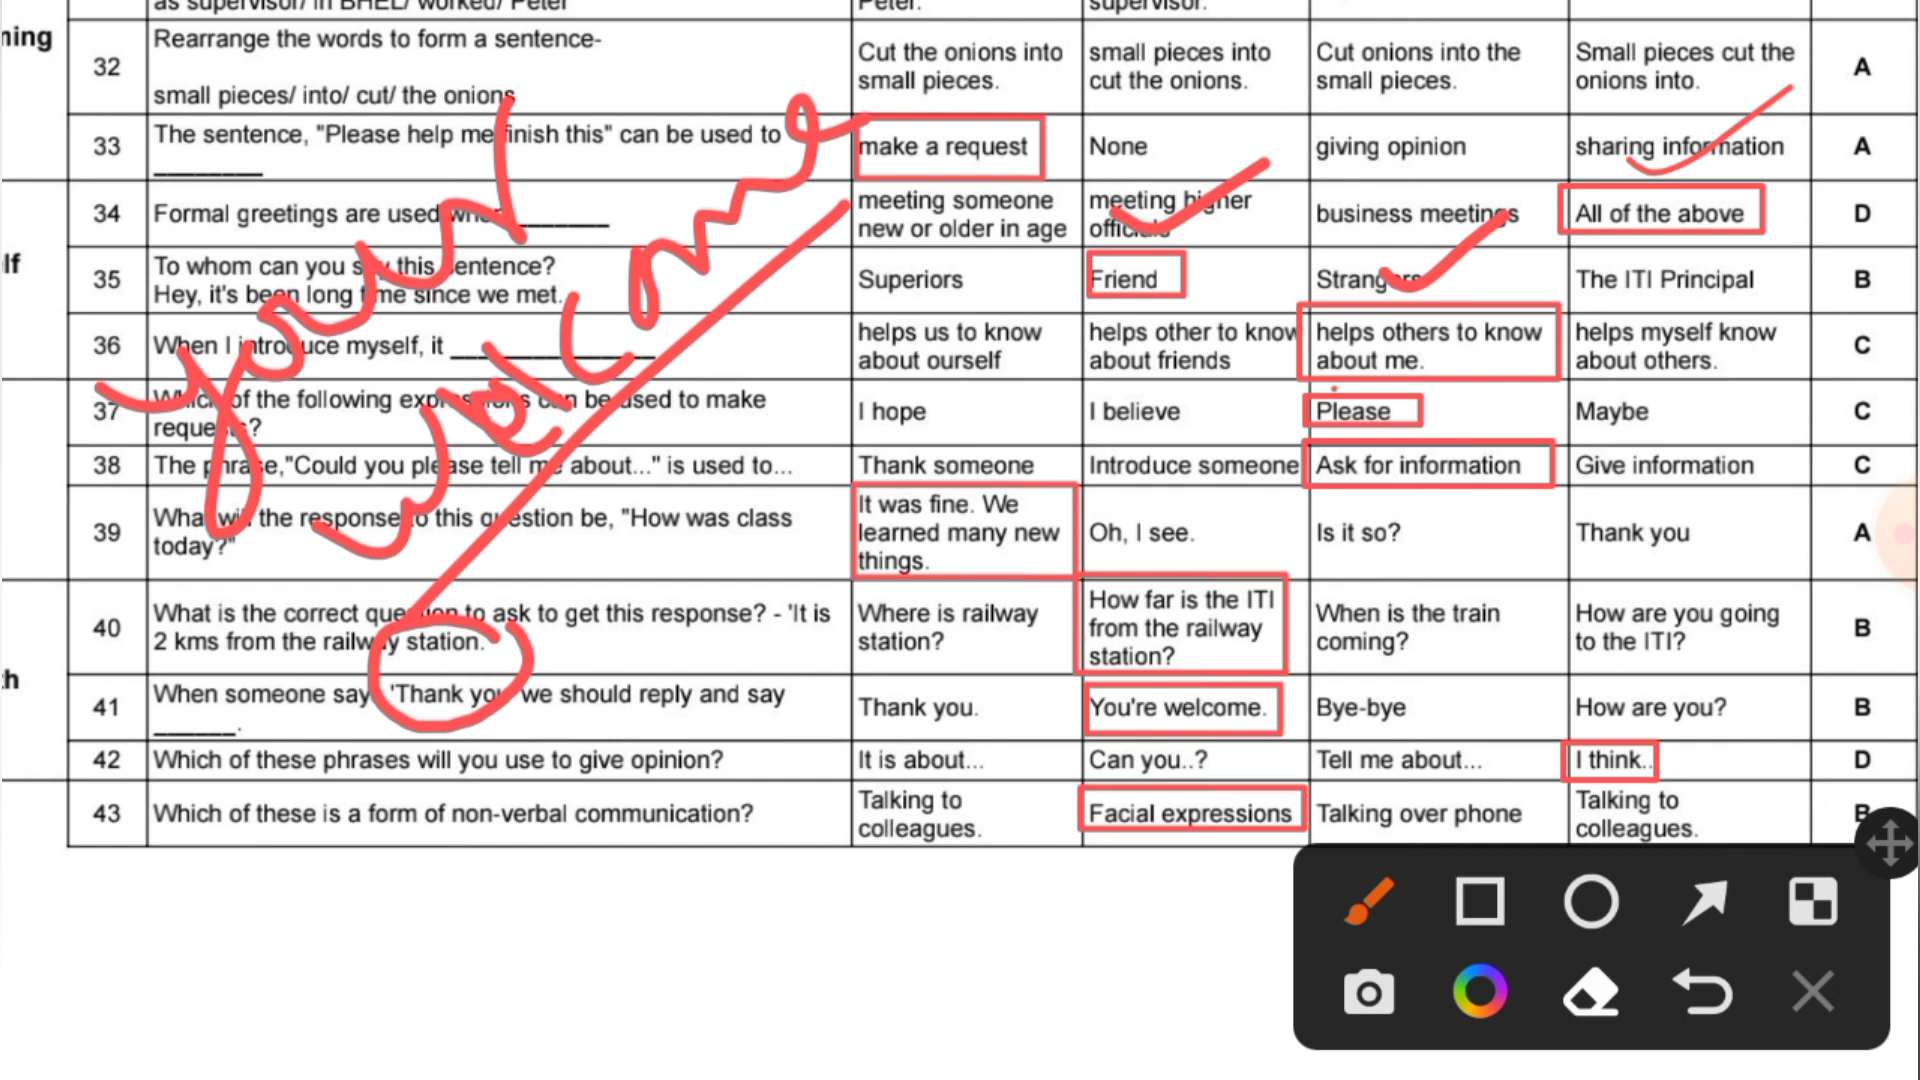 as supervisor/ in BHEL/ worked/ Peter
Peter.
supervisor.
ning
32
Rearrange the words to form a sentence-
small pieces/ into/ cut/ the onions
Cut the onions into
small pieces.
small pieces into
cut the onions.
Cut onions into the
small pieces.
Small pieces cut the
onions into.
A
33
The sentence, "Please help me finish this" can be used to
________
make a request
None
giving opinion
sharing information
A
lf
34
Formal greetings are used when _______
meeting someone
new or older in age
meeting higher
officials
business meetings
All of the above
D
35
To whom can you say this sentence?
Hey, it's been long time since we met.
Superiors
Friend
Strangers
The ITI Principal
B
36
When I introduce myself, it _______________
helps us to know
about ourself
helps other to know
about friends
helps others to know
about me.
helps myself know
about others.
C
37
Which of the following expressions can be used to make
requests?
I hope
I believe
Please
Maybe
C
38
The phrase,"Could you please tell me about..." is used to...
Thank someone
Introduce someone
Ask for information
Give information
C
39
What will the response to this question be, "How was class
today?"
It was fine. We
learned many new
things.
Oh, I see.
Is it so?
Thank you
A
th
40
What is the correct question to ask to get this response? - 'It is
2 kms from the railway station.'
Where is railway
station?
How far is the ITI
from the railway
station?
When is the train
coming?
How are you going
to the ITI?
B
41
When someone say 'Thank you' we should reply and say
______.
Thank you.
You're welcome.
Bye-bye
How are you?
B
42
Which of these phrases will you use to give opinion?
It is about...
Can you..?
Tell me about...
I think..
D
43
Which of these is a form of non-verbal communication?
Talking to
colleagues.
Facial expressions
Talking over phone
Talking to
colleagues.
B